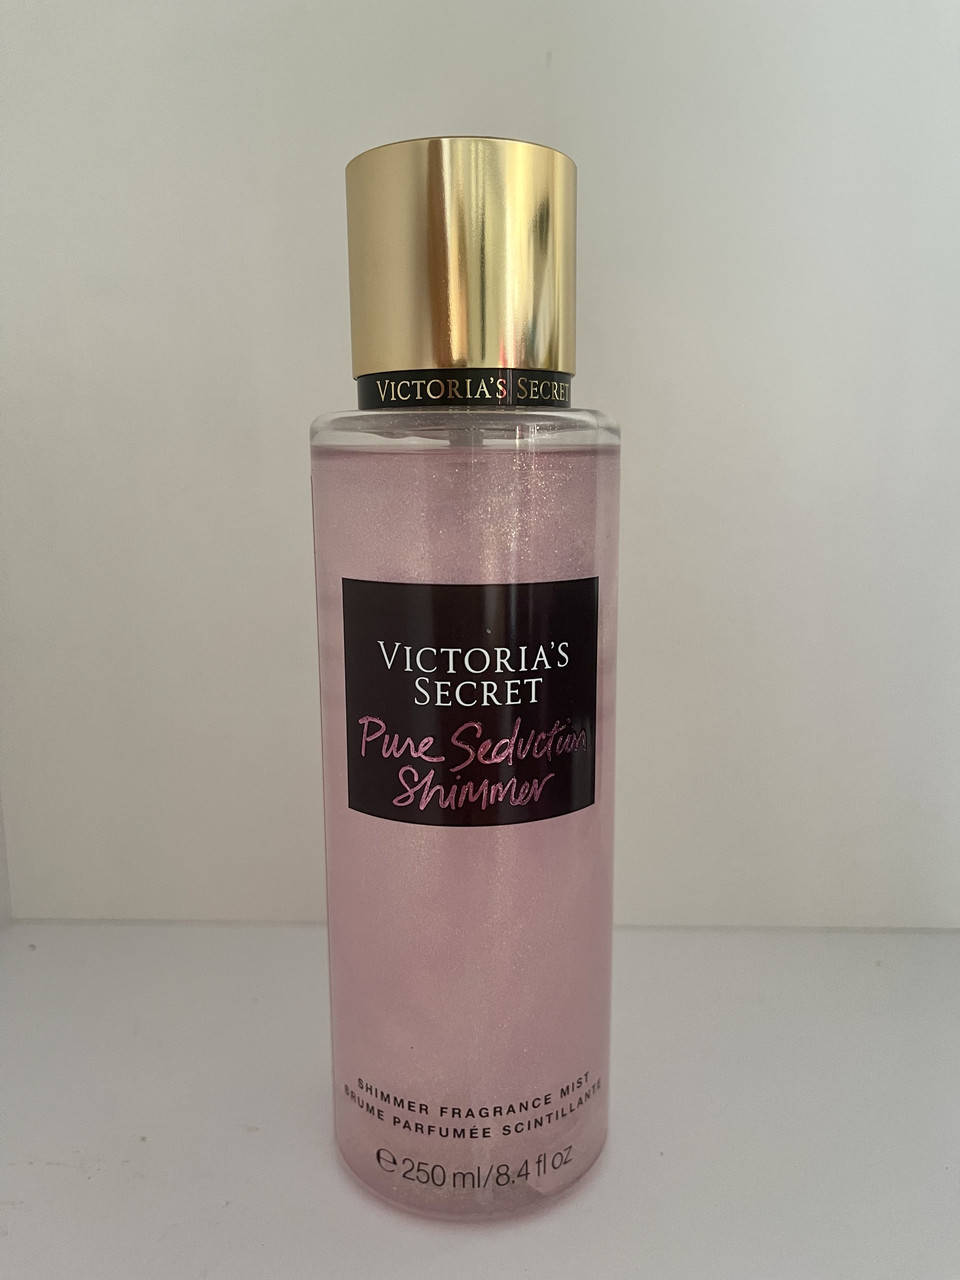 VICTORIA'S SECRET
VICTORIA'S
SECRET
Pure Seduction
Shimmer
SHIMMER FRAGRANCE MIST
BRUME PARFUMÉE SCINTILLANTE
℮ 250 ml/8.4 fl oz